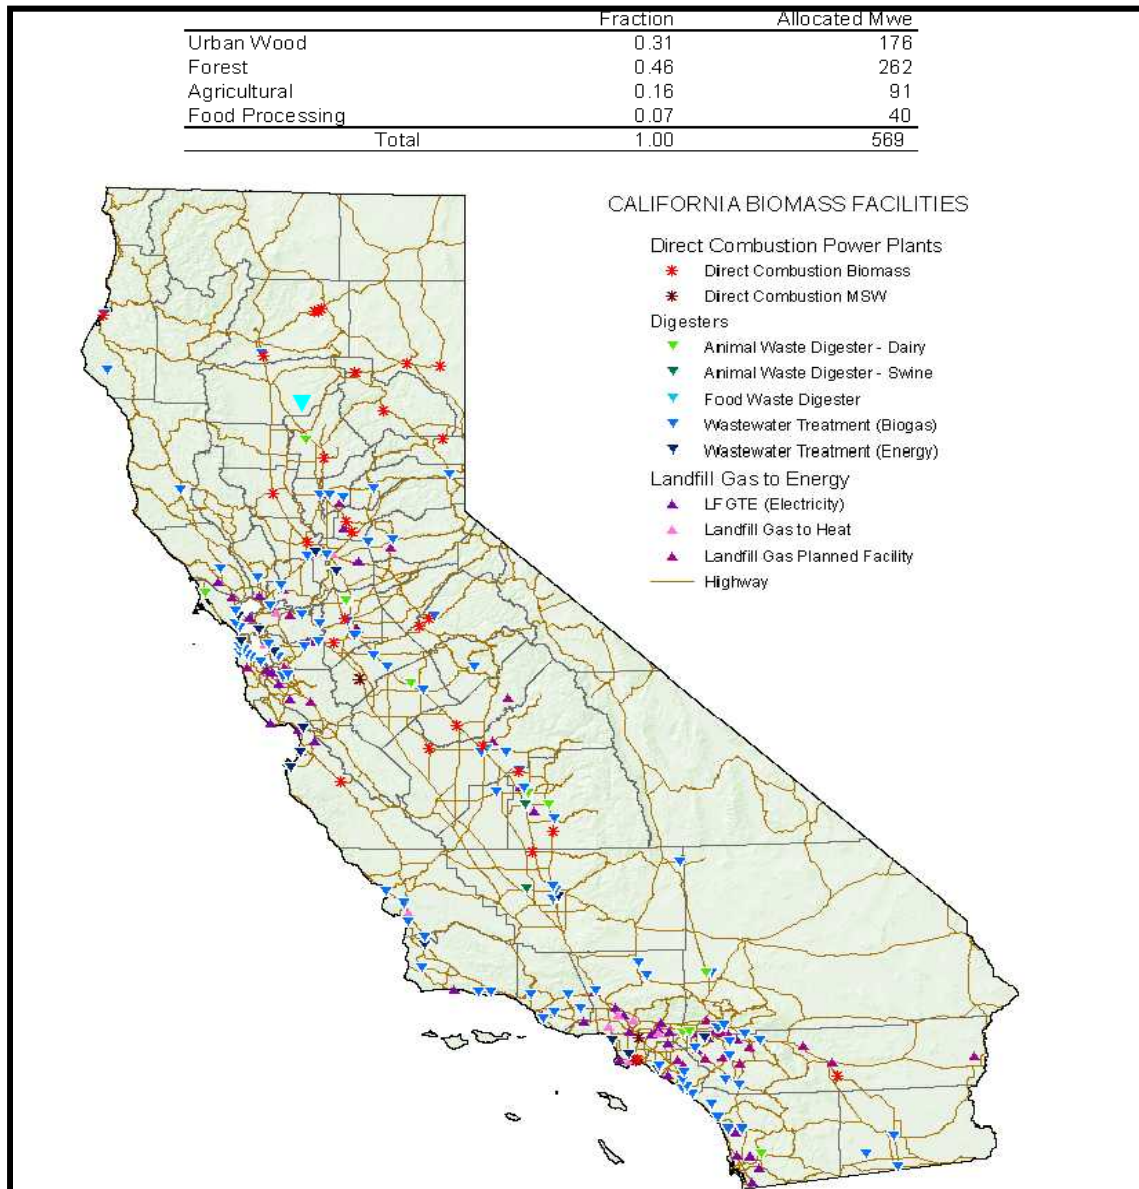 Fraction Allocated Mwe
Urban Wood 0.31 176
Forest 0.46 262
Agricultural 0.16 91
Food Processing 0.07 40
Total 1.00 569
CALIFORNIA BIOMASS FACILITIES
Direct Combustion Power Plants
Direct Combustion Biomass
Direct Combustion MSW
Digesters
Animal Waste Digester - Dairy
Animal Waste Digester - Swine
Food Waste Digester
Wastewater Treatment (Biogas)
Wastewater Treatment (Energy)
Landfill Gas to Energy
LFGTE (Electricity)
Landfill Gas to Heat
Landfill Gas Planned Facility
Highway